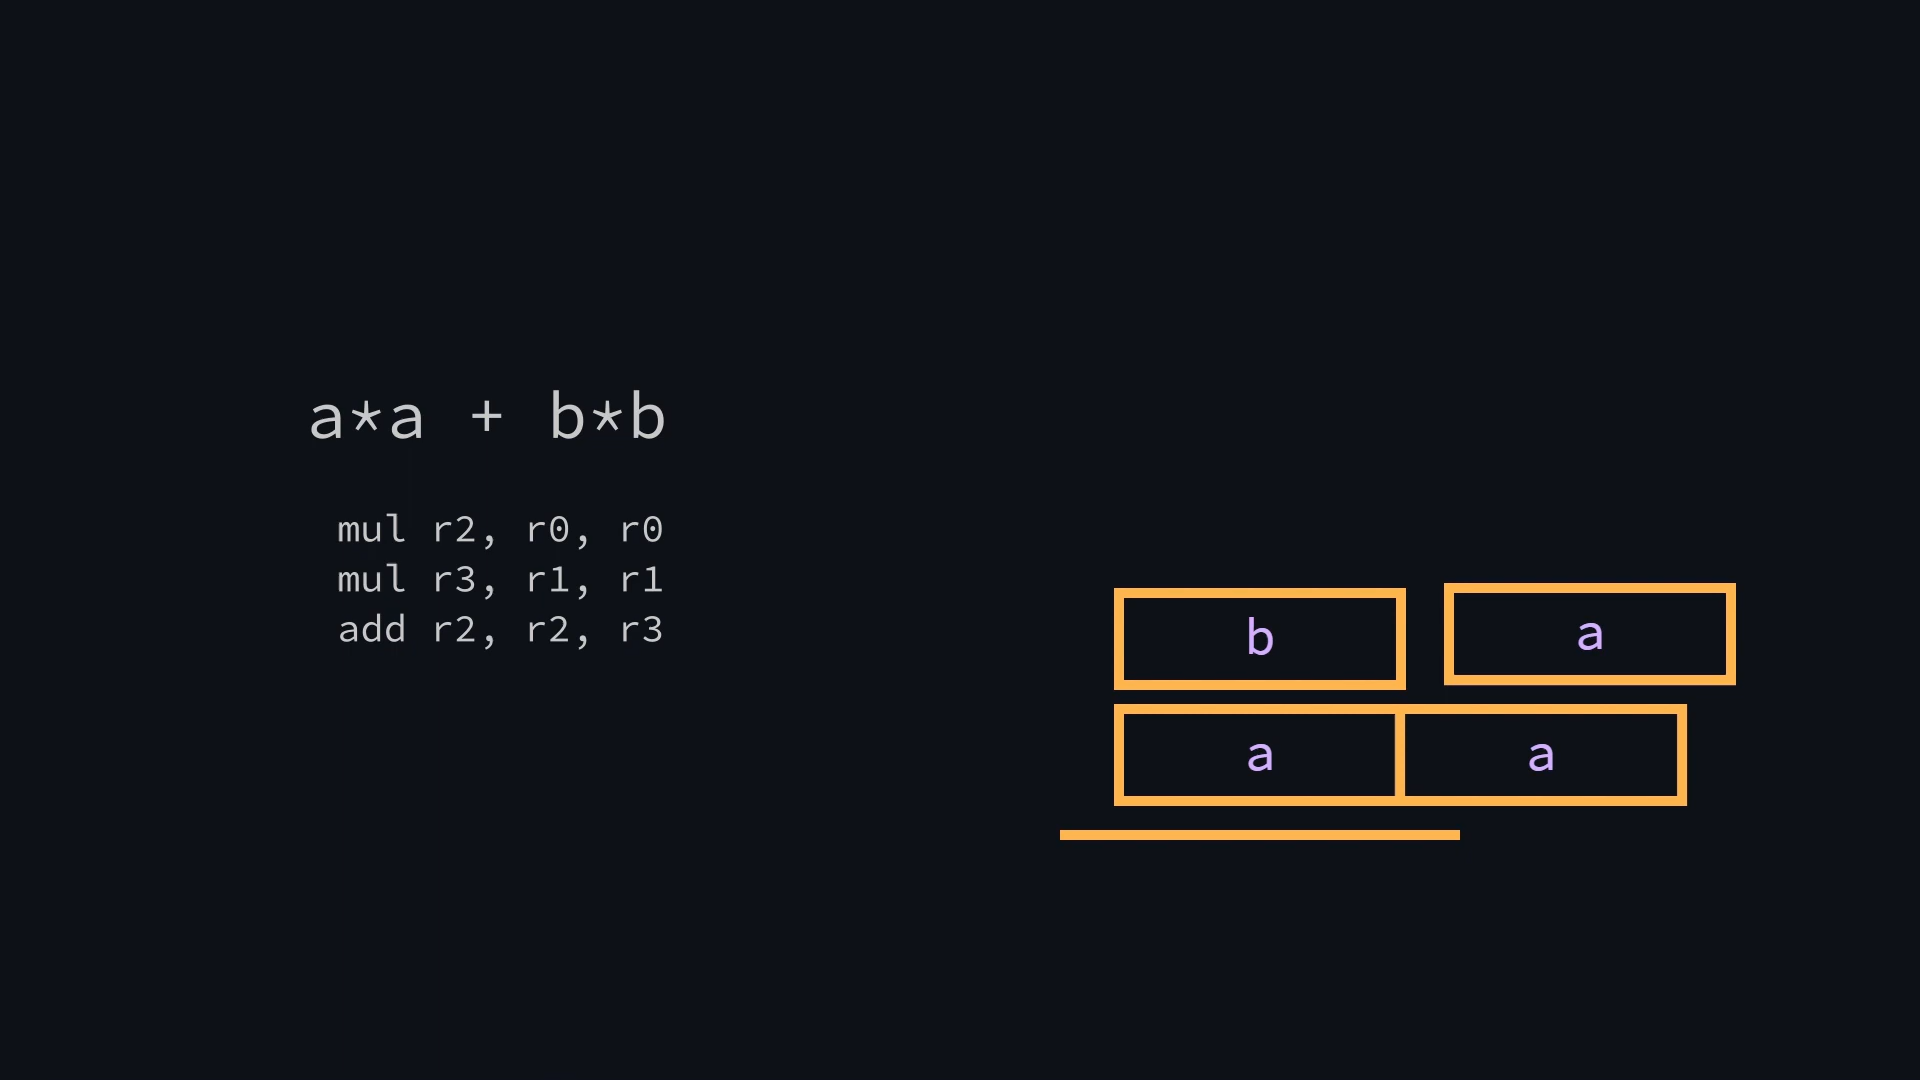 a*a + b*b
mul r2, r0, r0
mul r3, r1, r1
add r2, r2, r3
b
a
a
a